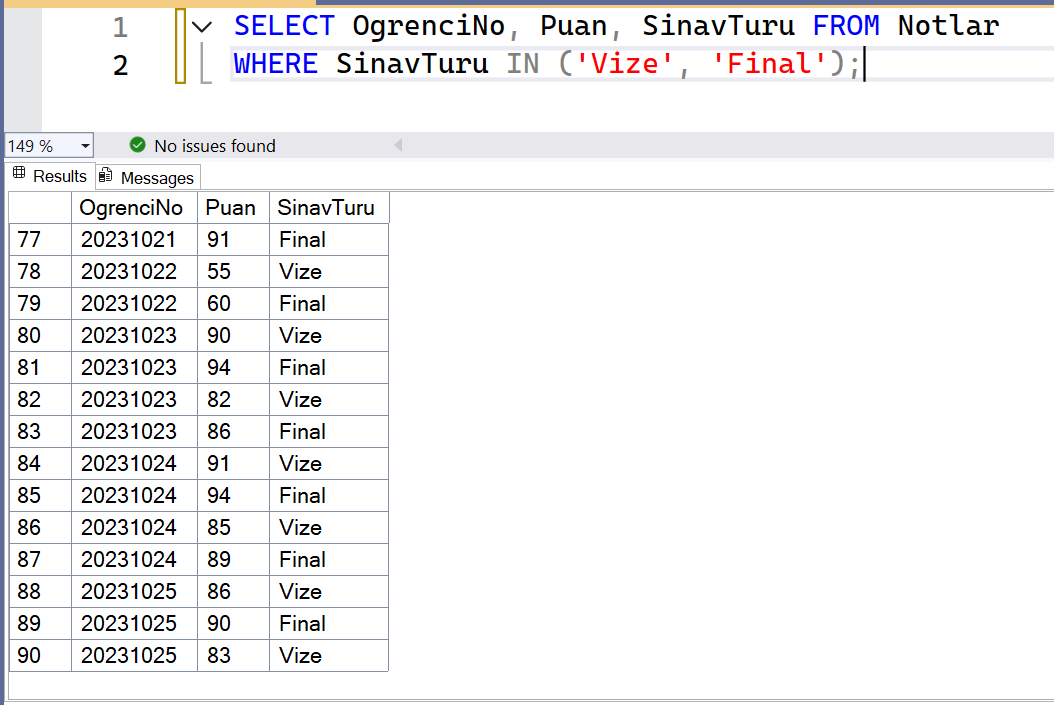 1 SELECT OgrenciNo, Puan, SinavTuru FROM Notlar
2 WHERE SinavTuru IN ('Vize', 'Final');
149 % No issues found
Results Messages
OgrenciNo Puan SinavTuru
77 20231021 91 Final
78 20231022 55 Vize
79 20231022 60 Final
80 20231023 90 Vize
81 20231023 94 Final
82 20231023 82 Vize
83 20231023 86 Final
84 20231024 91 Vize
85 20231024 94 Final
86 20231024 85 Vize
87 20231024 89 Final
88 20231025 86 Vize
89 20231025 90 Final
90 20231025 83 Vize